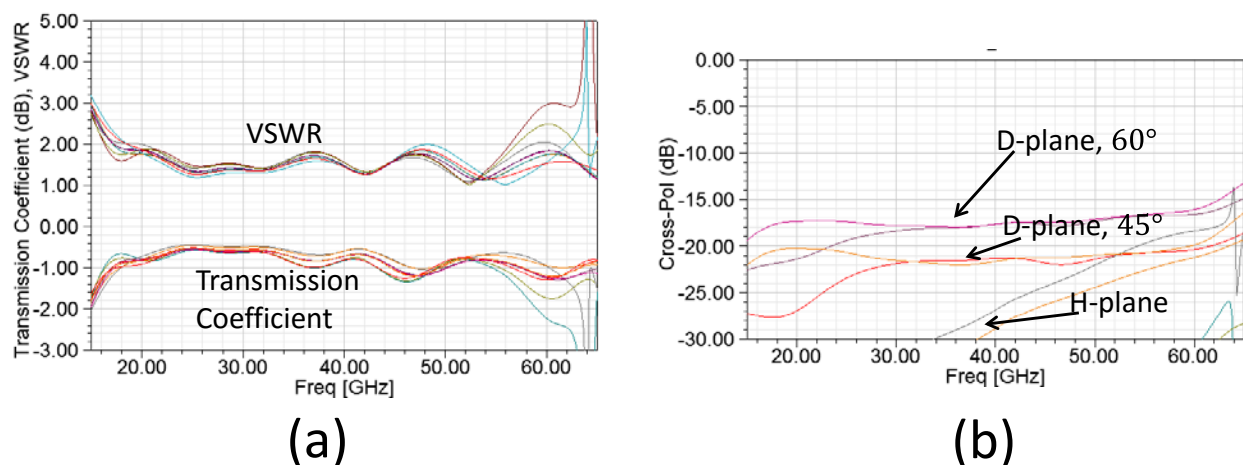 5.00
4.00
3.00
2.00
1.00
0.00
-1.00
-2.00
-3.00
Transmission Coefficient (dB), VSWR
VSWR
Transmission
Coefficient
20.00 30.00 40.00 50.00 60.00
Freq [GHz]
(a)
0.00
-5.00
-10.00
-15.00
-20.00
-25.00
-30.00
Cross-Pol (dB)
D-plane, 60°
D-plane, 45°
H-plane
20.00 30.00 40.00 50.00 60.00
Freq [GHz]
(b)